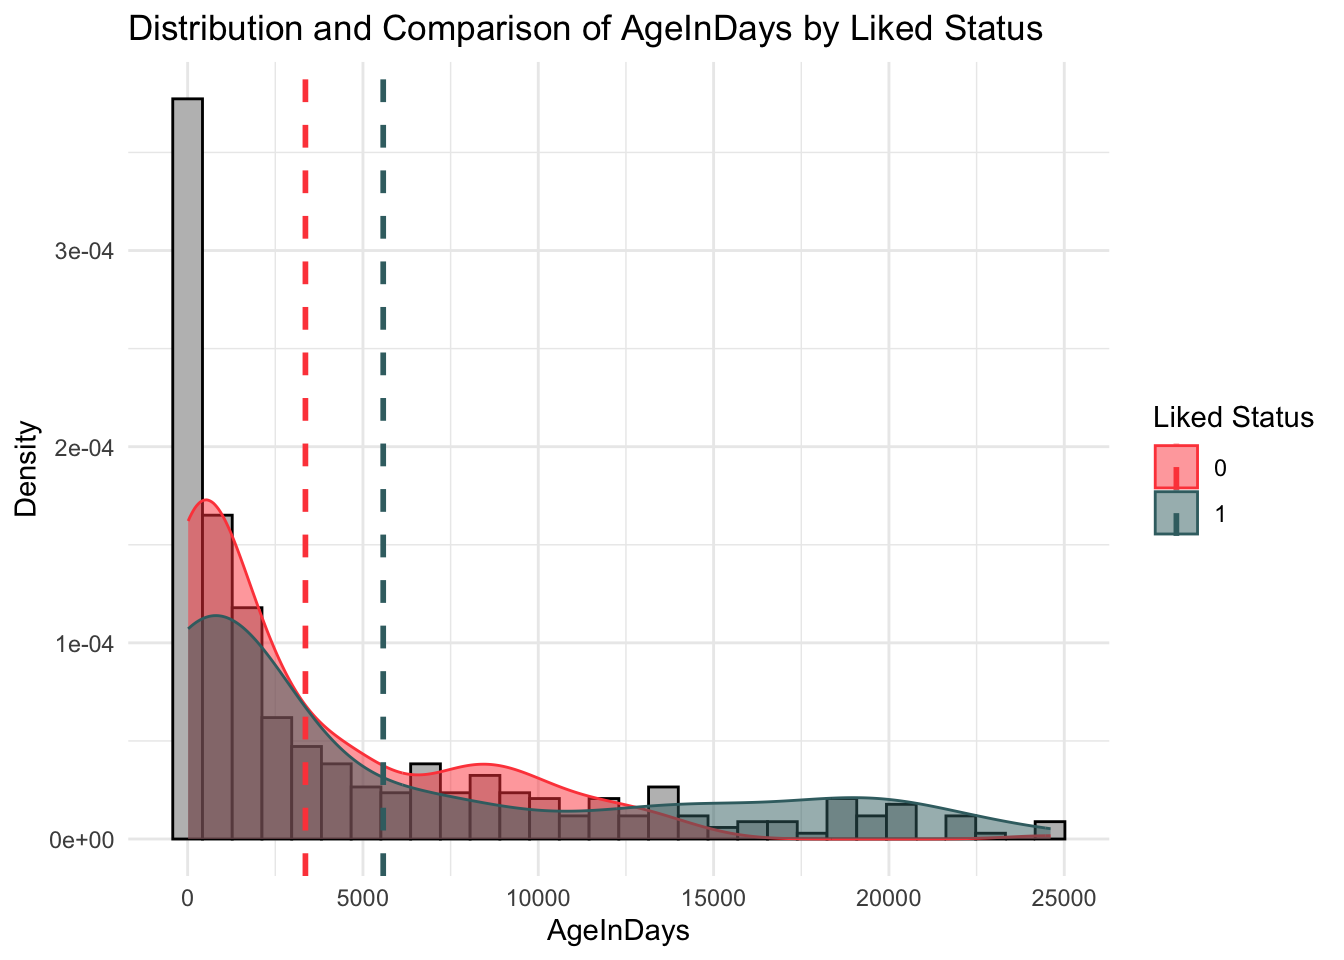 Distribution and Comparison of AgeInDays by Liked Status
Density
3e-04
2e-04
1e-04
0e+00
0
5000
10000
15000
20000
25000
AgeInDays
Liked Status
0
1